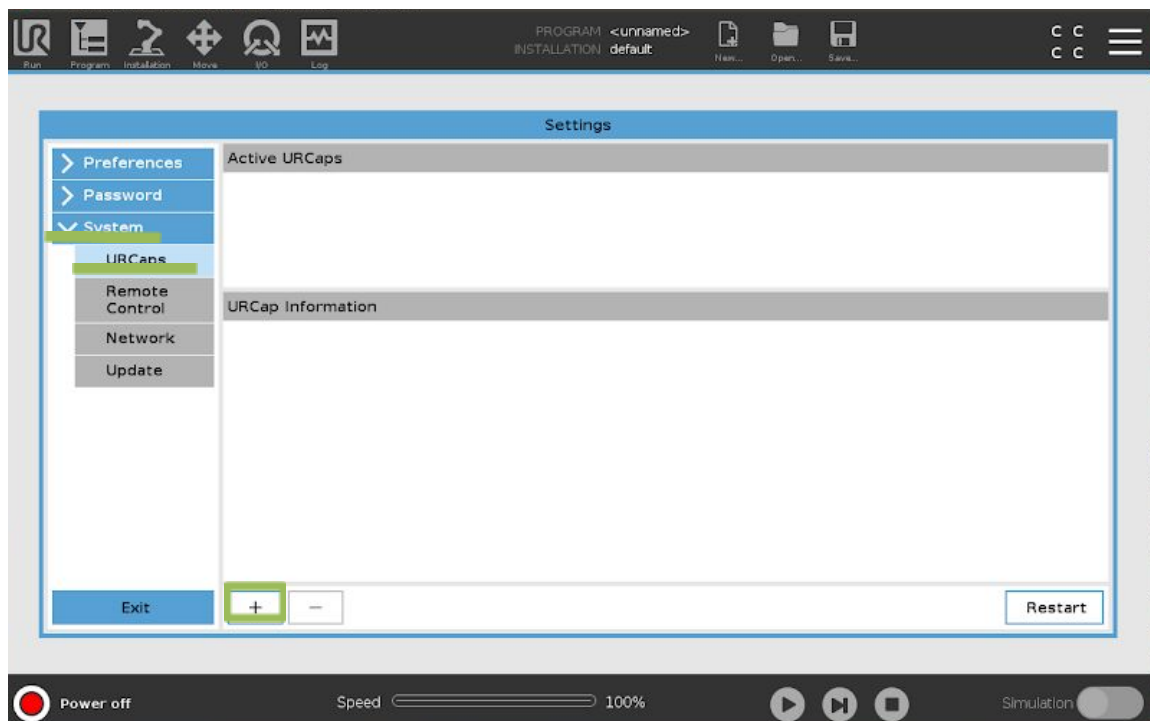 UR
PROGRAM <unnamed>
INSTALLATION default
C C
C C
Run Program Installation Move I/O Log New... Open... Save...
Settings
Preferences
Password
System
URCaps
Remote
Control
Network
Update
Active URCaps
URCap Information
Exit
+
−
Restart
Power off
Speed
100%
Simulation